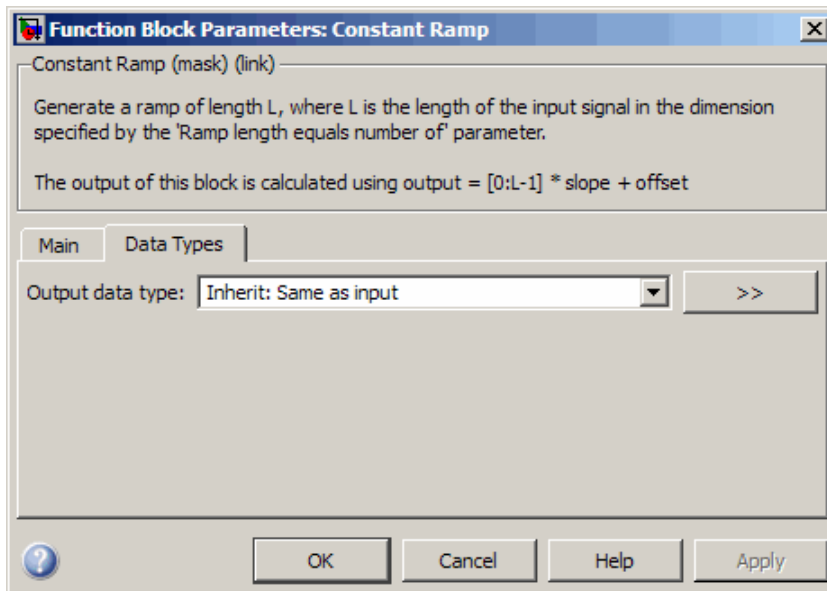 Function Block Parameters: Constant Ramp
Constant Ramp (mask) (link)
Generate a ramp of length L, where L is the length of the input signal in the dimension
specified by the 'Ramp length equals number of' parameter.
The output of this block is calculated using output = [0:L-1] * slope + offset
Main Data Types
Output data type: Inherit: Same as input >>
? OK Cancel Help Apply